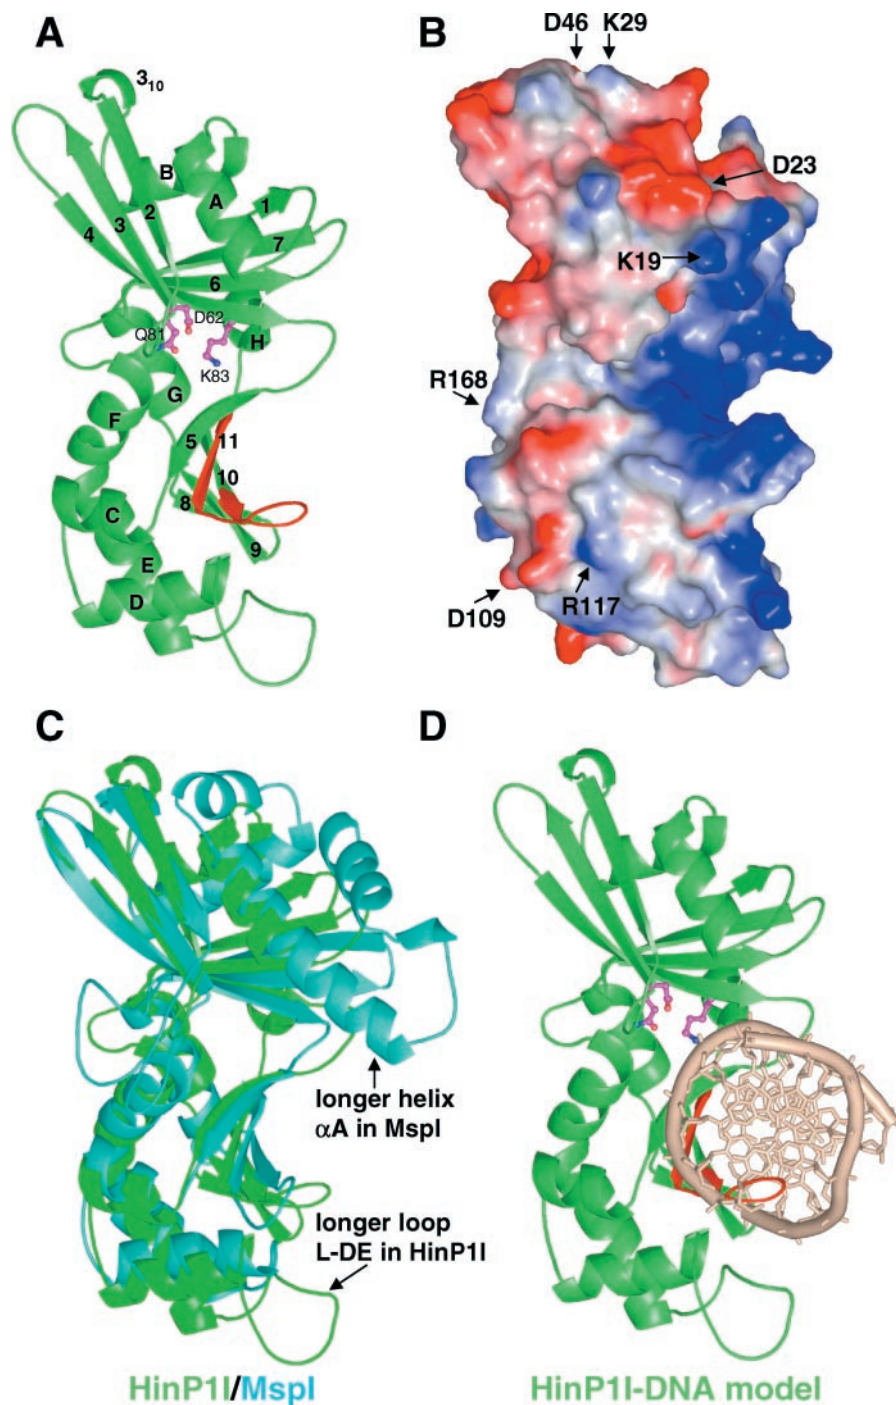 A
3₁₀
B
A
1
4
3
2
7
6
Q81
D62
H
K83
G
F
5
11
10
8
C
9
E
D
B
D46 K29
D23
K19
R168
D109
R117
C
longer helix
αA in MspI
longer loop
L-DE in HinP1I
HinP1I/MspI
D
HinP1I-DNA model